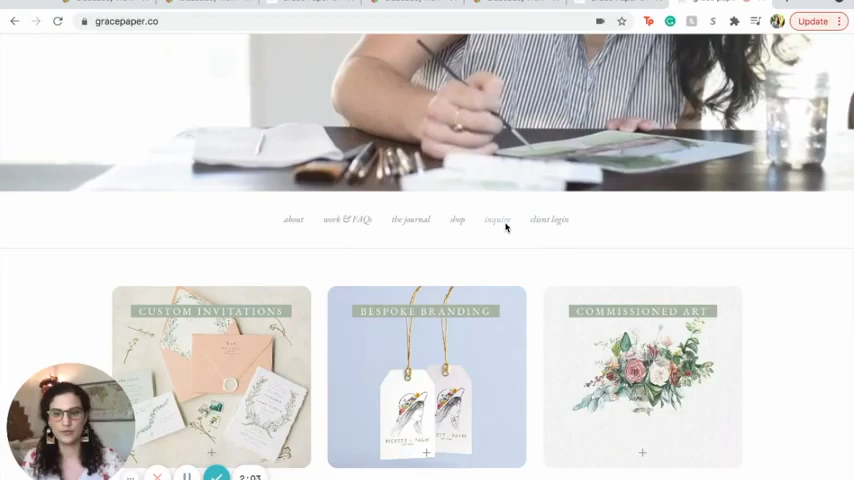 gracepaper.co
Update
about work & FAQs the journal shop inquire client login
CUSTOM INVITATIONS
BESPOKE BRANDING
COMMISSIONED ART
2:03